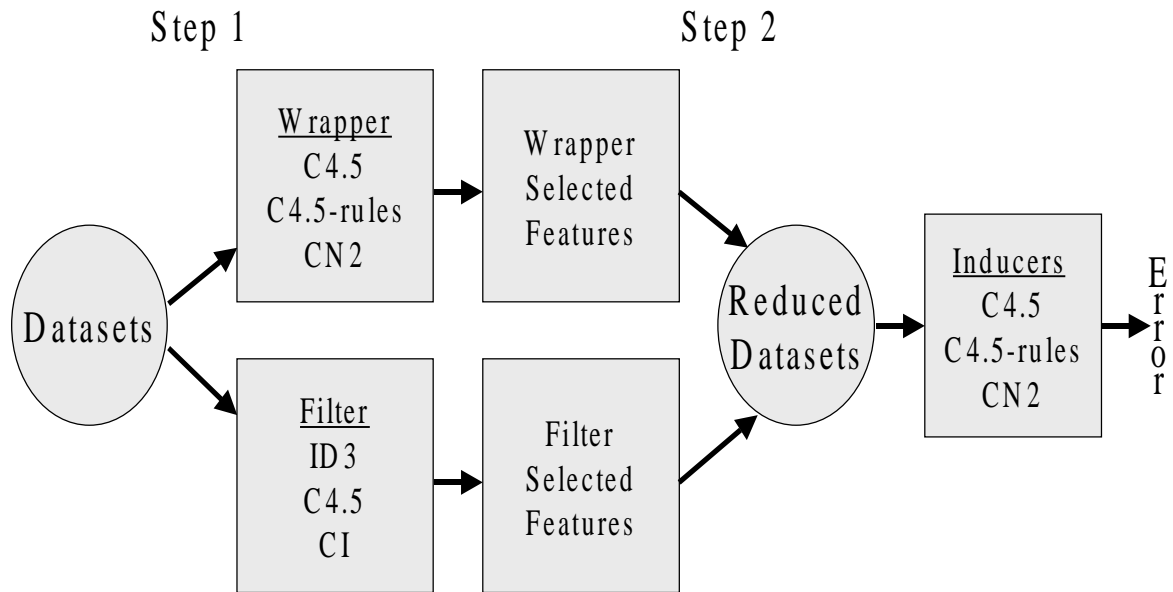 Step 1
Step 2
Datasets
Wrapper
C4.5
C4.5-rules
CN2
Wrapper
Selected
Features
Filter
ID3
C4.5
CI
Filter
Selected
Features
Reduced
Datasets
Inducers
C4.5
C4.5-rules
CN2
Error